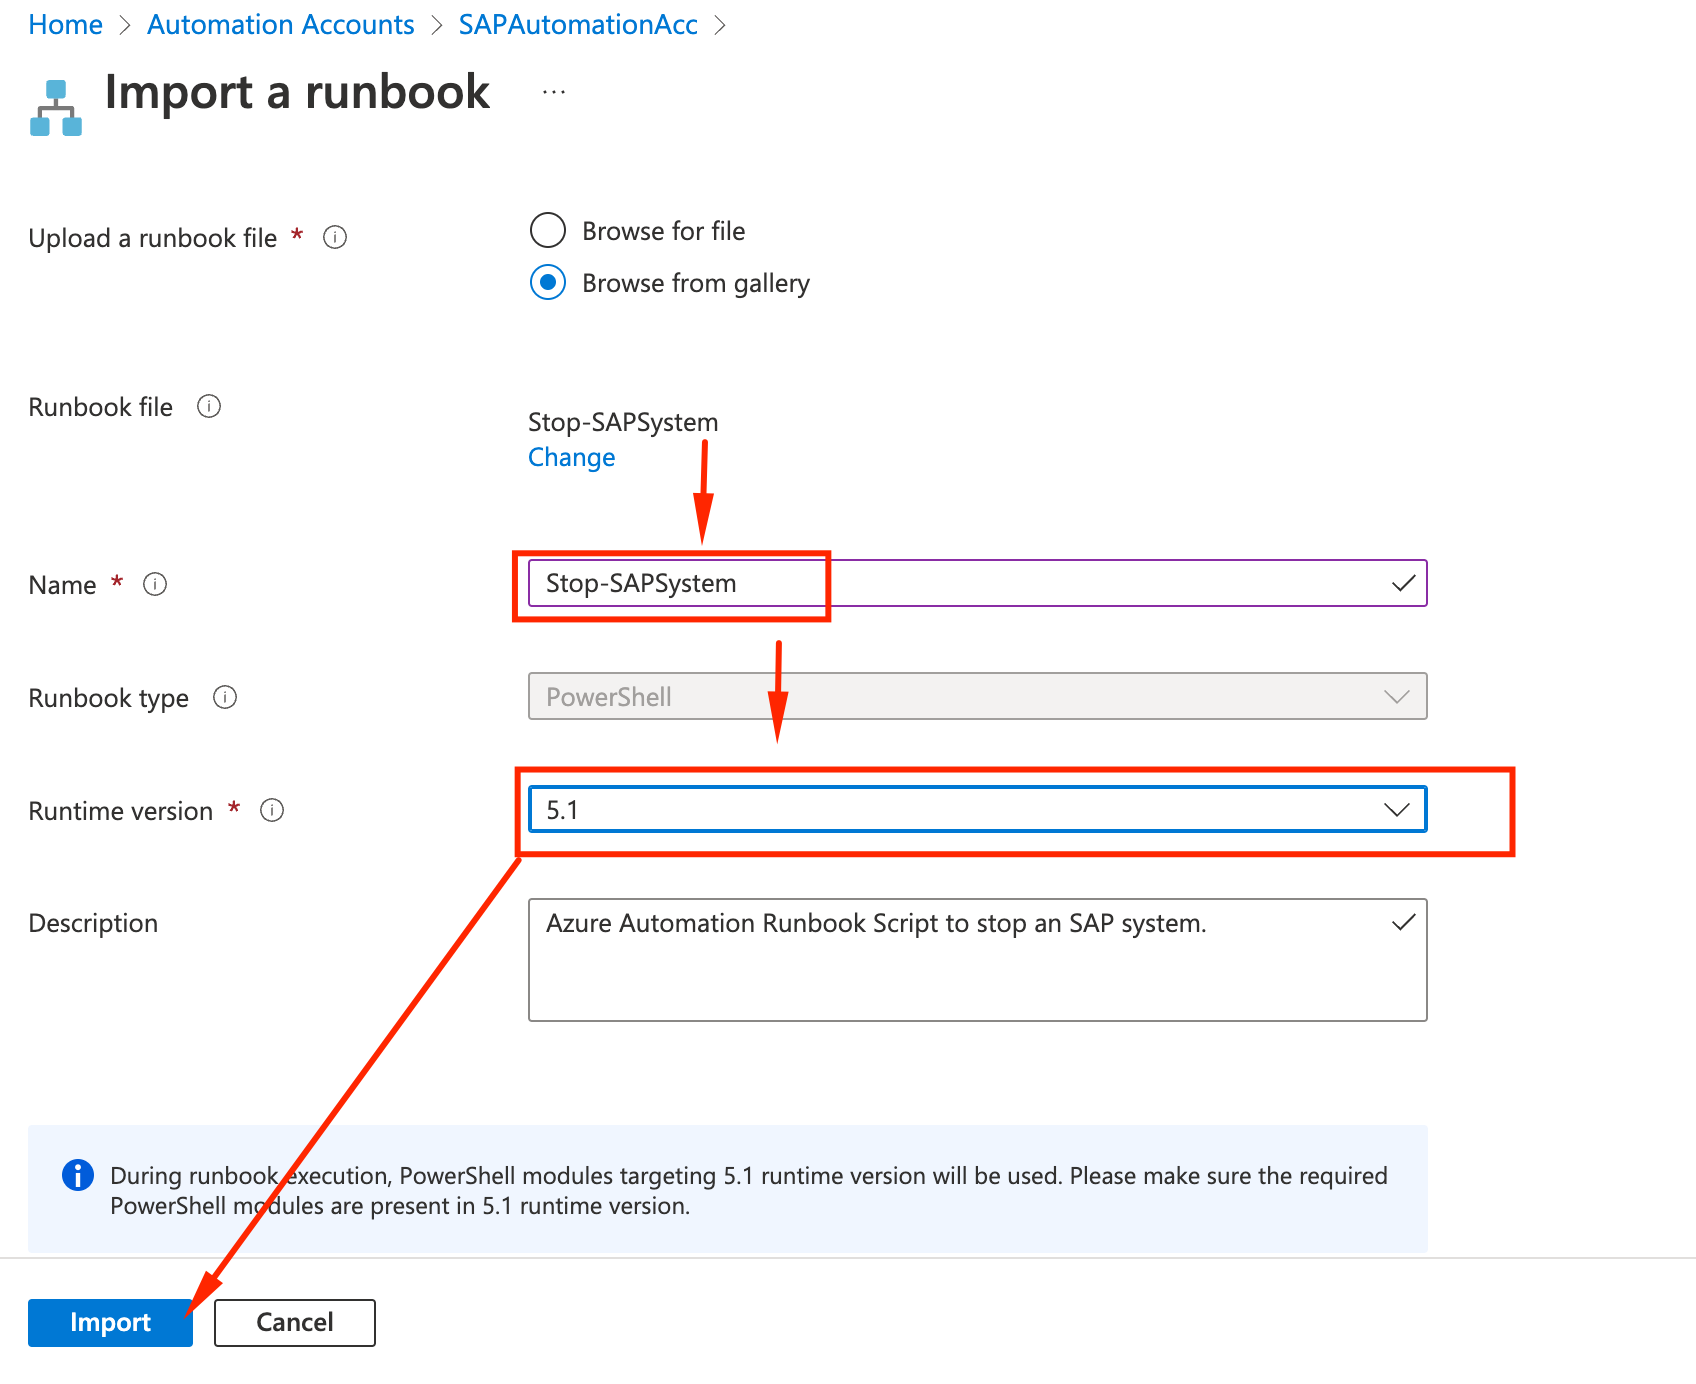 Home > Automation Accounts > SAPAutomationAcc >
Import a runbook ...
Upload a runbook file *
Browse for file
Browse from gallery
Runbook file
Stop-SAPSystem
Change
Name *
Stop-SAPSystem
Runbook type
PowerShell
Runtime version *
5.1
Description
Azure Automation Runbook Script to stop an SAP system.
During runbook execution, PowerShell modules targeting 5.1 runtime version will be used. Please make sure the required
PowerShell modules are present in 5.1 runtime version.
Import
Cancel